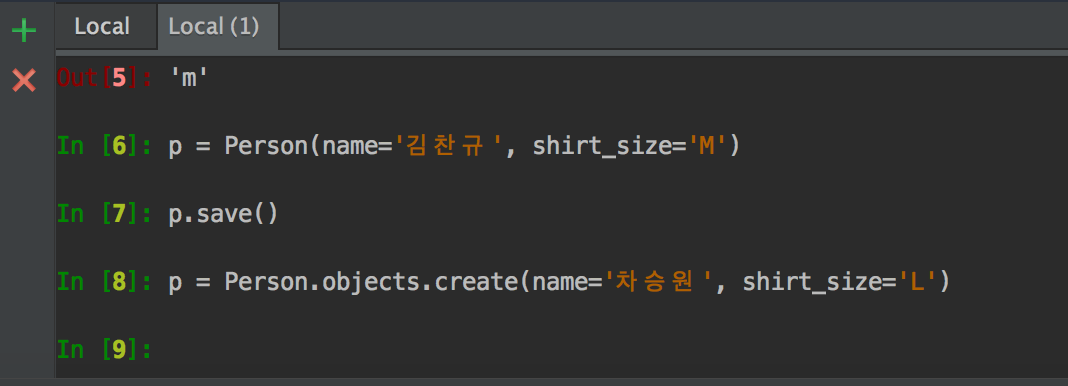 Local Local (1)
Out[5]: 'm'
In [6]: p = Person(name='김찬규', shirt_size='M')
In [7]: p.save()
In [8]: p = Person.objects.create(name='차승원', shirt_size='L')
In [9]: